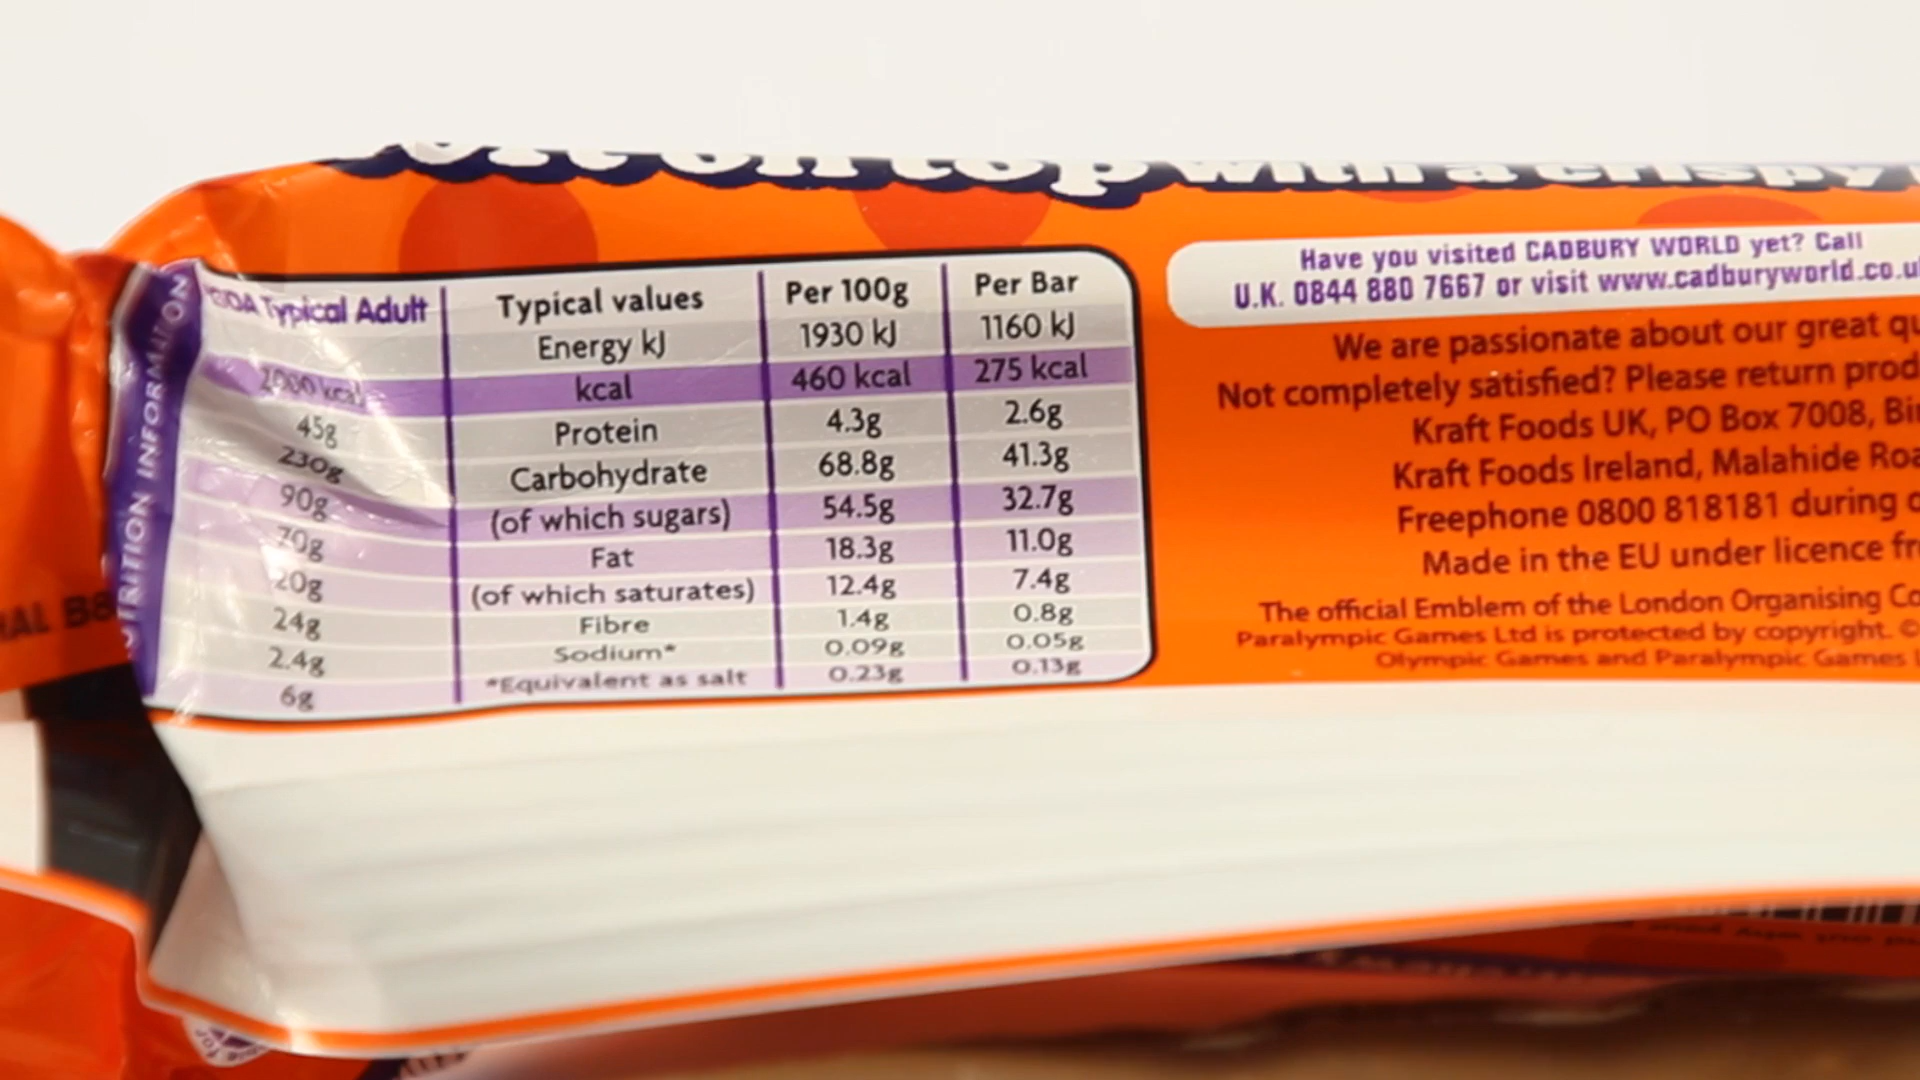 on top with a crispy
Have you visited CADBURY WORLD yet? Call
U.K. 0844 880 7667 or visit www.cadburyworld.co.u
NUTRITION INFORMATION
GDA Typical Adult Typical values Per 100g Per Bar
Energy kJ 1930 kJ 1160 kJ
2000 kcal kcal 460 kcal 275 kcal
45g Protein 4.3g 2.6g
230g Carbohydrate 68.8g 41.3g
90g (of which sugars) 54.5g 32.7g
70g Fat 18.3g 11.0g
20g (of which saturates) 12.4g 7.4g
24g Fibre 1.4g 0.8g
2.4g Sodium* 0.09g 0.05g
6g *Equivalent as salt 0.23g 0.13g
We are passionate about our great qu
Not completely satisfied? Please return prod
Kraft Foods UK, PO Box 7008, Bir
Kraft Foods Ireland, Malahide Roa
Freephone 0800 818181 during o
Made in the EU under licence fr
The official Emblem of the London Organising Co
Paralympic Games Ltd is protected by copyright. ©
Olympic Games and Paralympic Games L